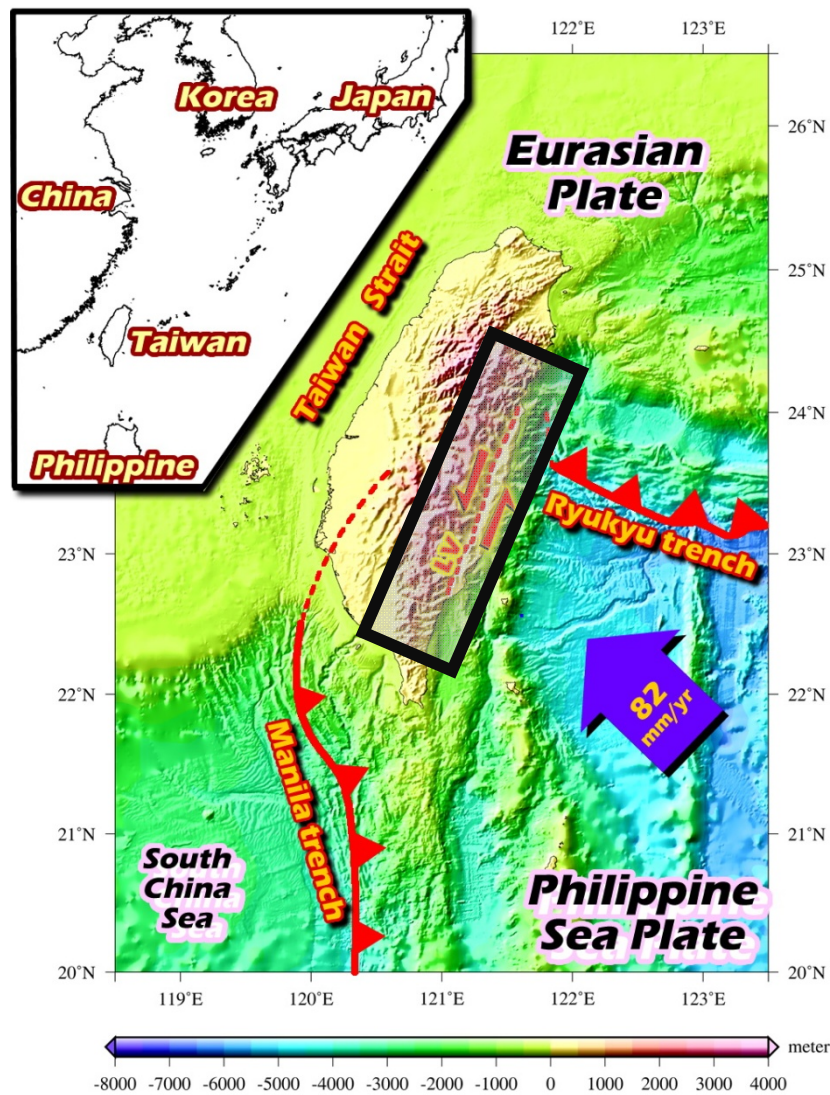 122°E
123°E
Korea
Japan
China
Taiwan
Philippine
Eurasian
Plate
26°N
25°N
24°N
23°N
22°N
21°N
20°N
Taiwan Strait
LV
Ryukyu trench
82
mm/yr
Manila trench
South
China
Sea
Philippine
Sea Plate
119°E
120°E
121°E
122°E
123°E
-8000 -7000 -6000 -5000 -4000 -3000 -2000 -1000 0 1000 2000 3000 4000
meter